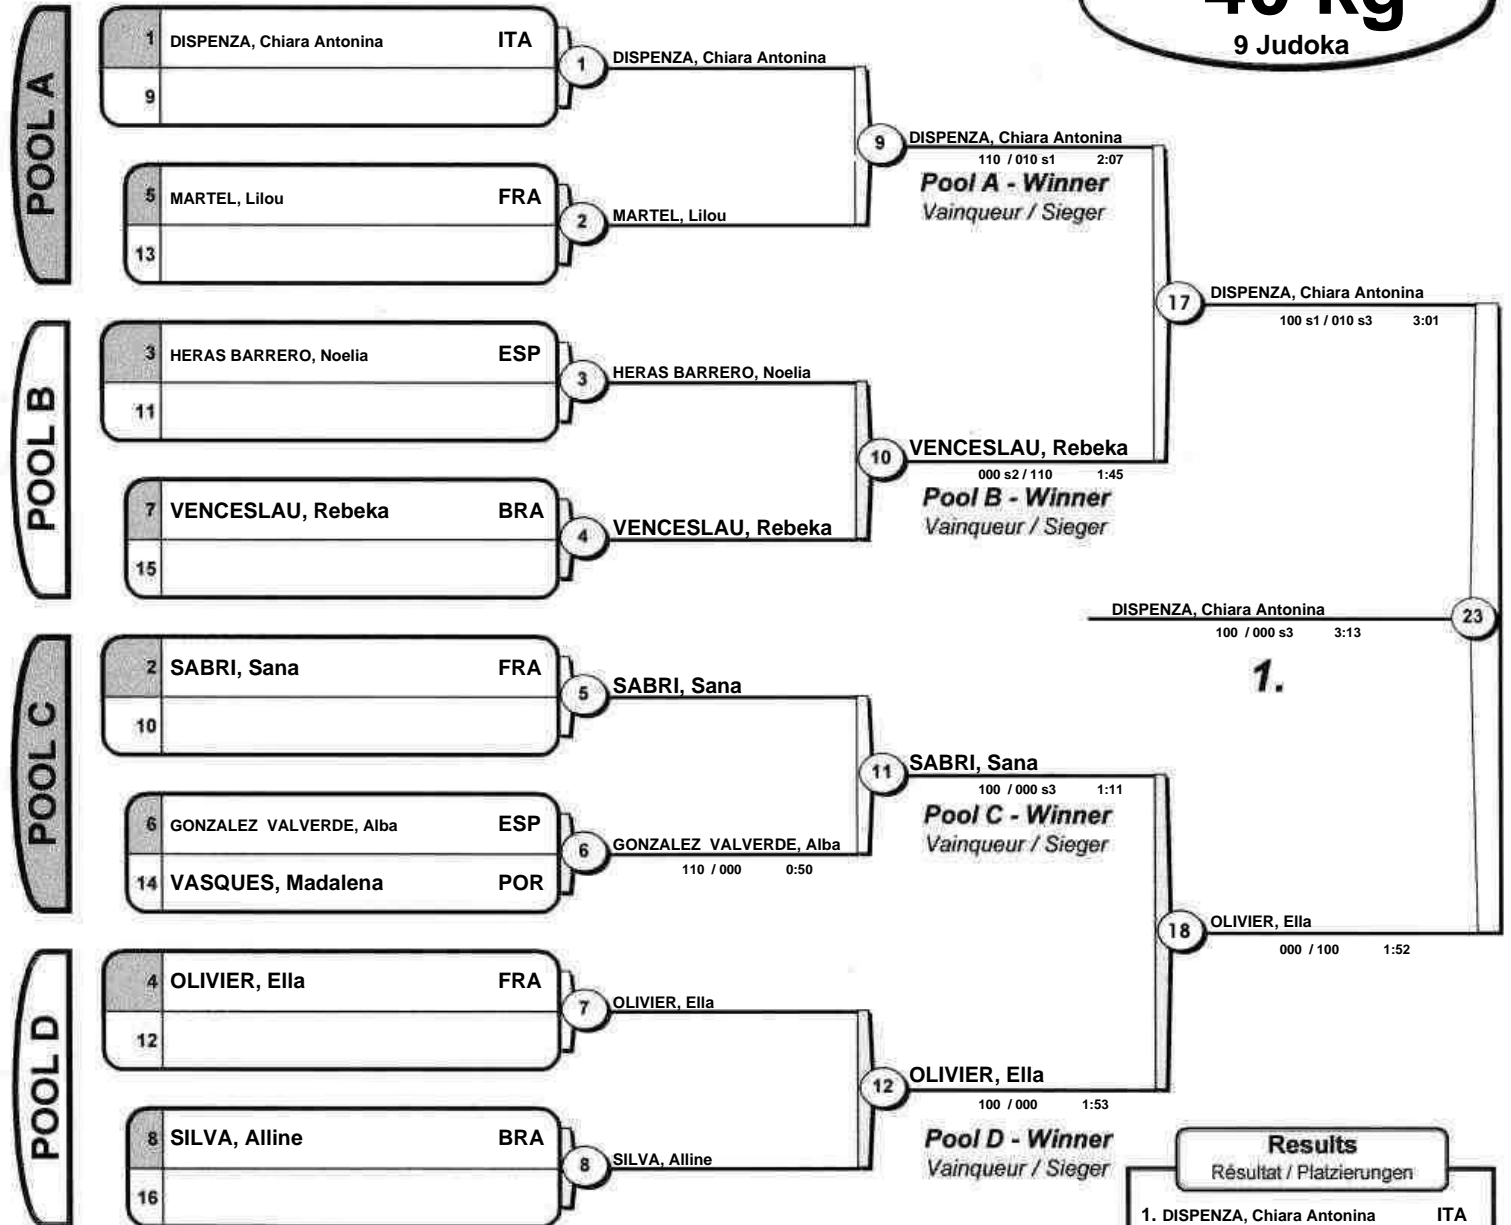 40 kg
9 Judoka
POOL A
1 DISPENZA, Chiara Antonina ITA
9
5 MARTEL, Lilou FRA
13
1 DISPENZA, Chiara Antonina
2 MARTEL, Lilou
9 DISPENZA, Chiara Antonina
110 / 010 s1 2:07
Pool A - Winner
Vainqueur / Sieger
POOL B
3 HERAS BARRERO, Noelia ESP
11
7 VENCESLAU, Rebeka BRA
15
3 HERAS BARRERO, Noelia
4 VENCESLAU, Rebeka
10 VENCESLAU, Rebeka
000 s2 / 110 1:45
Pool B - Winner
Vainqueur / Sieger
17 DISPENZA, Chiara Antonina
100 s1 / 010 s3 3:01
POOL C
2 SABRI, Sana FRA
10
6 GONZALEZ VALVERDE, Alba ESP
14 VASQUES, Madalena POR
5 SABRI, Sana
6 GONZALEZ VALVERDE, Alba
110 / 000 0:50
11 SABRI, Sana
100 / 000 s3 1:11
Pool C - Winner
Vainqueur / Sieger
DISPENZA, Chiara Antonina 23
100 / 000 s3 3:13
1.
POOL D
4 OLIVIER, Ella FRA
12
8 SILVA, Alline BRA
16
7 OLIVIER, Ella
8 SILVA, Alline
12 OLIVIER, Ella
100 / 000 1:53
Pool D - Winner
Vainqueur / Sieger
18 OLIVIER, Ella
000 / 100 1:52
Results
Résultat / Platzierungen
1. DISPENZA, Chiara Antonina ITA